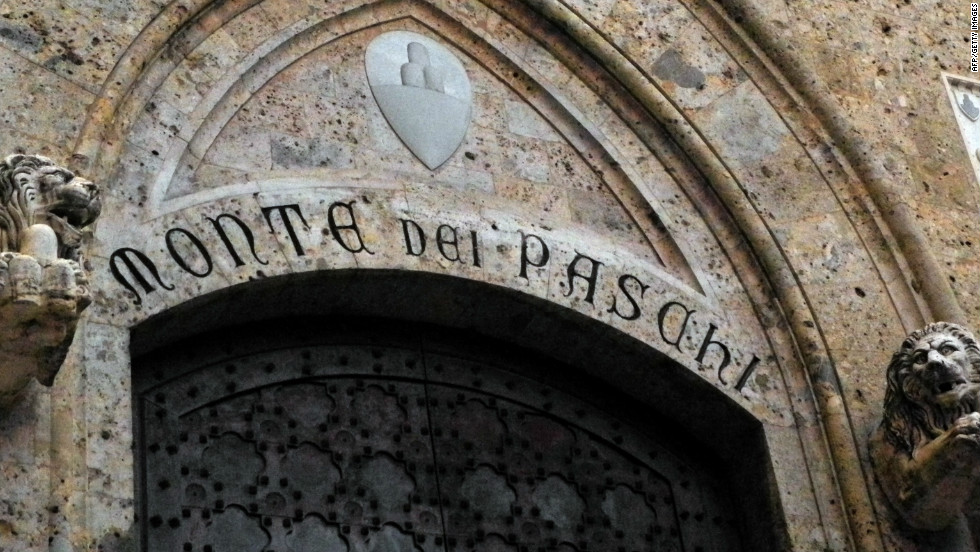 MONTE DEI PASCHI
AFP/GETTY IMAGES